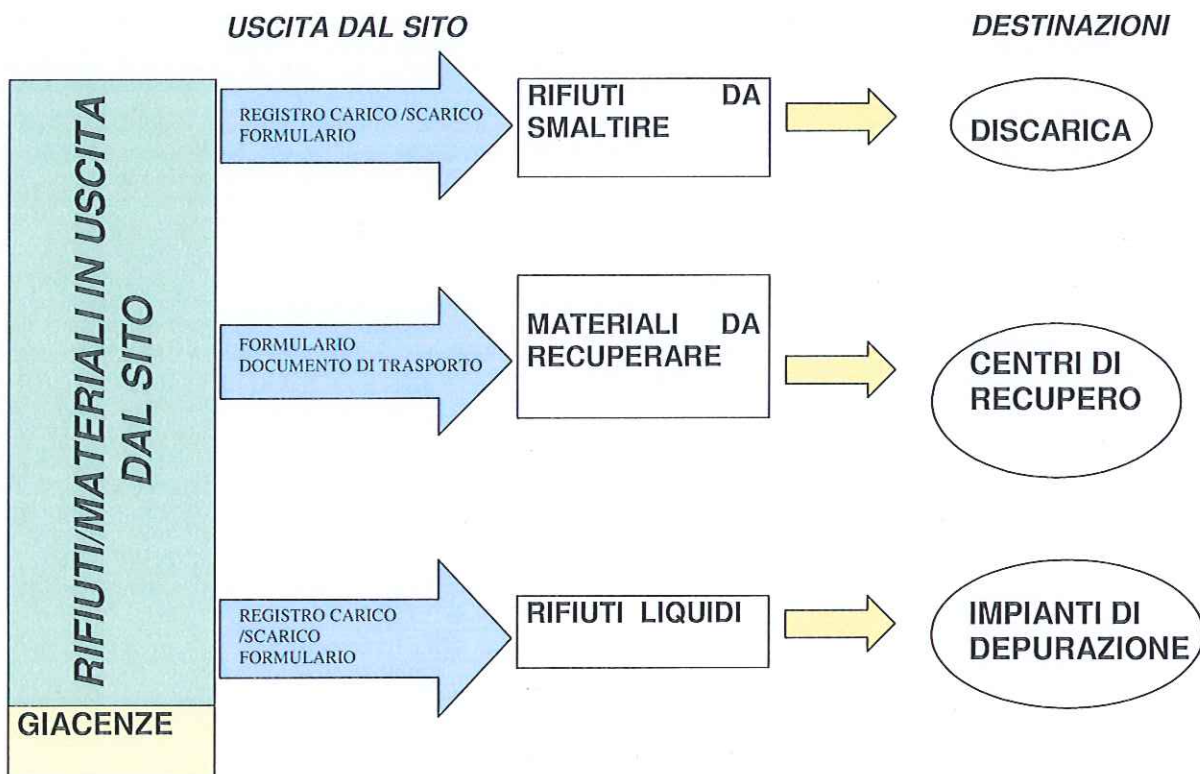 USCITA DAL SITO
DESTINAZIONI
RIFIUTI/MATERIALI IN USCITA
DAL SITO
REGISTRO CARICO /SCARICO
FORMULARIO
RIFIUTI DA
SMALTIRE
DISCARICA
FORMULARIO
DOCUMENTO DI TRASPORTO
MATERIALI DA
RECUPERARE
CENTRI DI
RECUPERO
REGISTRO CARICO
/SCARICO
FORMULARIO
RIFIUTI LIQUIDI
IMPIANTI DI
DEPURAZIONE
GIACENZE